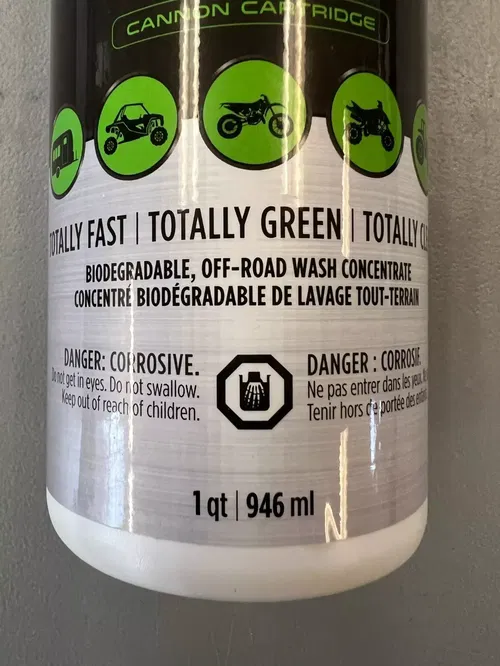 CANNON CARTRIDGE
TOTALLY FAST | TOTALLY GREEN | TOTALLY
BIODEGRADABLE, OFF-ROAD WASH CONCENTRATE
CONCENTRÉ BIODÉGRADABLE DE LAVAGE TOUT-TERRAIN
DANGER: CORROSIVE.
Do not get in eyes. Do not swallow.
Keep out of reach of children.
DANGER : CORROSIF.
Ne pas entrer dans les yeux.
Tenir hors de portée des
1 qt | 946 ml